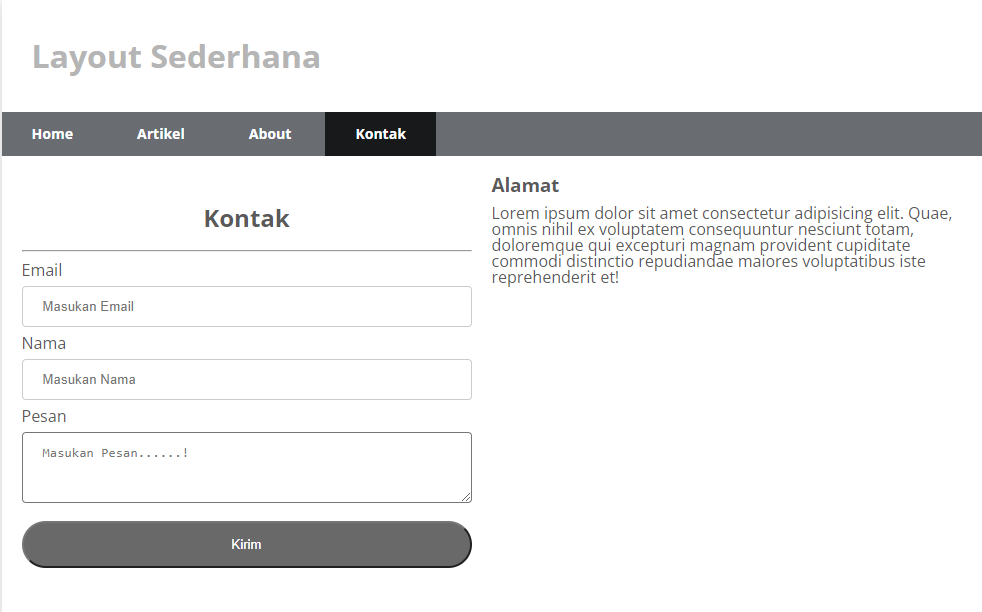 Layout Sederhana
Home Artikel About Kontak
Kontak
Email
Masukan Email
Nama
Masukan Nama
Pesan
Masukan Pesan......!
Kirim
Alamat
Lorem ipsum dolor sit amet consectetur adipisicing elit. Quae,
omnis nihil ex voluptatem consequuntur nesciunt totam,
doloremque qui excepturi magnam provident cupiditate
commodi distinctio repudiandae maiores voluptatibus iste
reprehenderit et!